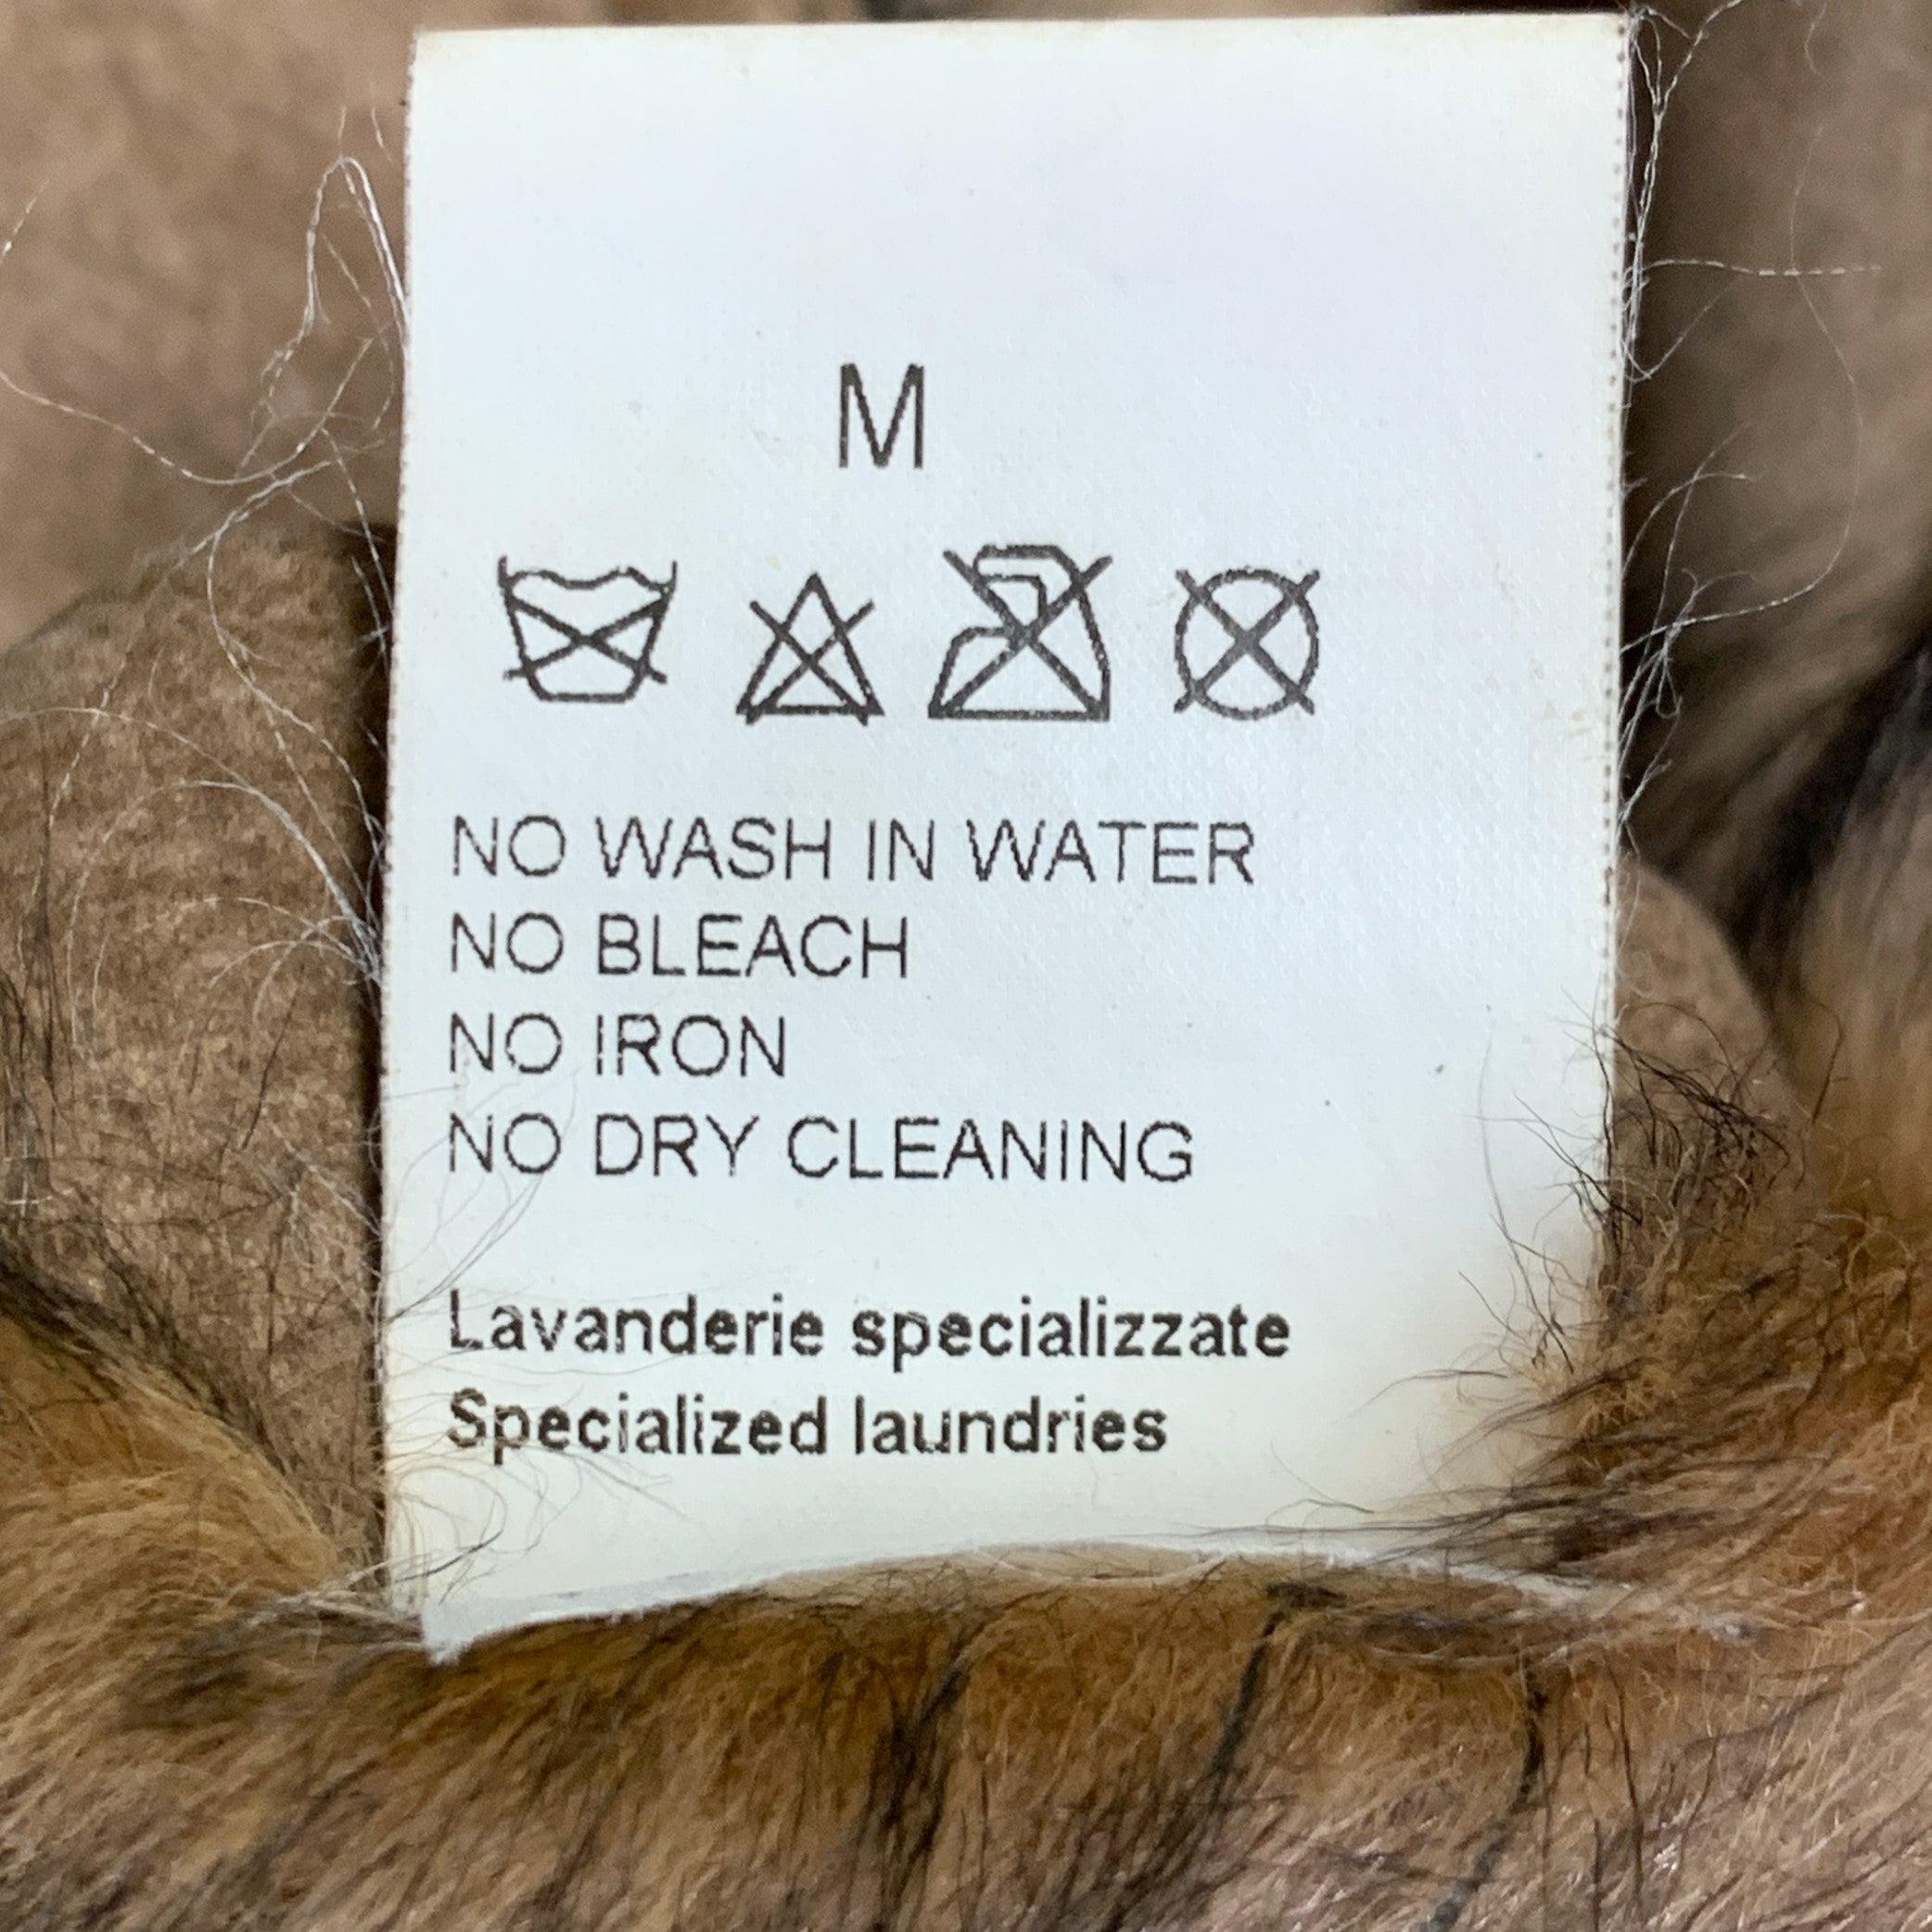 M
NO WASH IN WATER
NO BLEACH
NO IRON
NO DRY CLEANING
Lavanderie specializzate
Specialized laundries